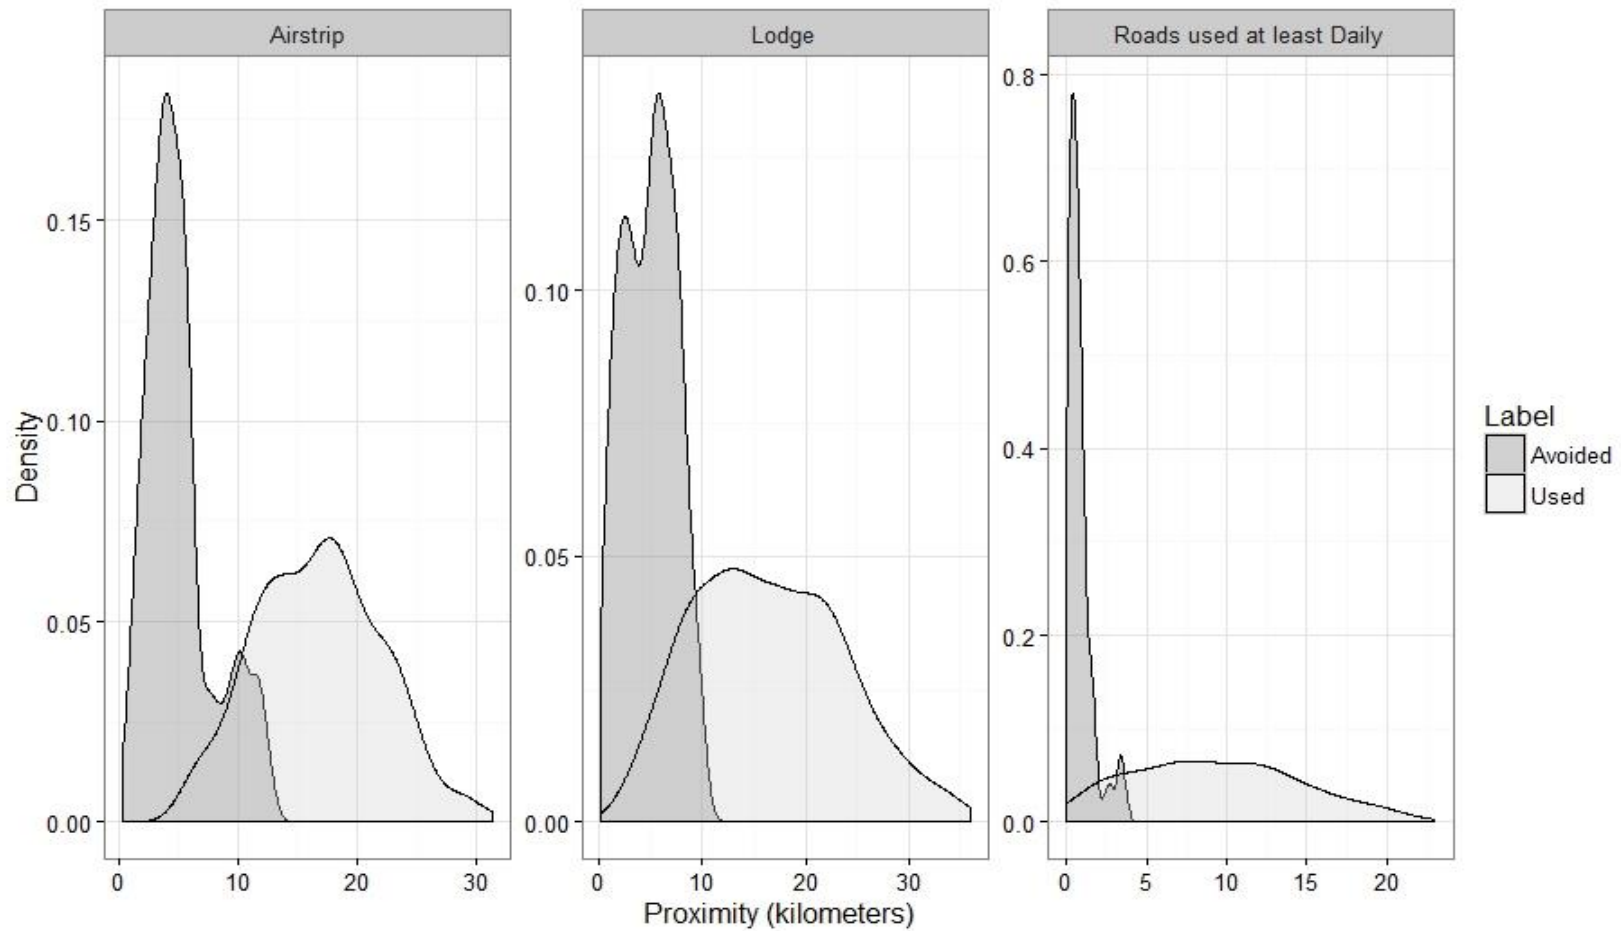 Airstrip
Lodge
Roads used at least Daily
Density
0.15
0.10
0.05
0.00
0.10
0.05
0.00
0.8
0.6
0.4
0.2
0.0
0 10 20 30
0 10 20 30
0 5 10 15 20
Proximity (kilometers)
Label
Avoided
Used